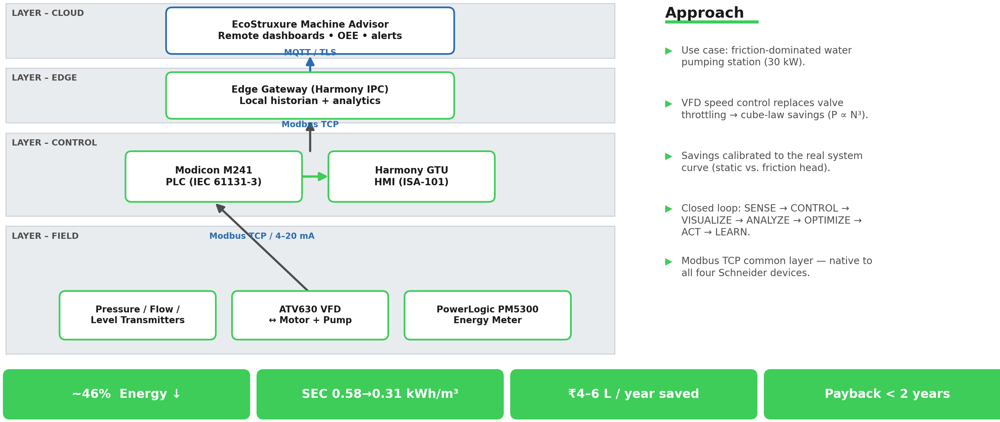 LAYER – CLOUD
EcoStruxure Machine Advisor
Remote dashboards • OEE • alerts
MQTT / TLS
LAYER – EDGE
Edge Gateway (Harmony IPC)
Local historian + analytics
Modbus TCP
LAYER – CONTROL
Modicon M241
PLC (IEC 61131-3)
Harmony GTU
HMI (ISA-101)
LAYER – FIELD
Modbus TCP / 4–20 mA
Pressure / Flow /
Level Transmitters
ATV630 VFD
↔ Motor + Pump
PowerLogic PM5300
Energy Meter
Approach
▶ Use case: friction-dominated water
pumping station (30 kW).
▶ VFD speed control replaces valve
throttling → cube-law savings (P ∝ N³).
▶ Savings calibrated to the real system
curve (static vs. friction head).
▶ Closed loop: SENSE → CONTROL →
VISUALIZE → ANALYZE → OPTIMIZE →
ACT → LEARN.
▶ Modbus TCP common layer — native to
all four Schneider devices.
~46%  Energy ↓
SEC 0.58→0.31 kWh/m³
₹4–6 L / year saved
Payback < 2 years